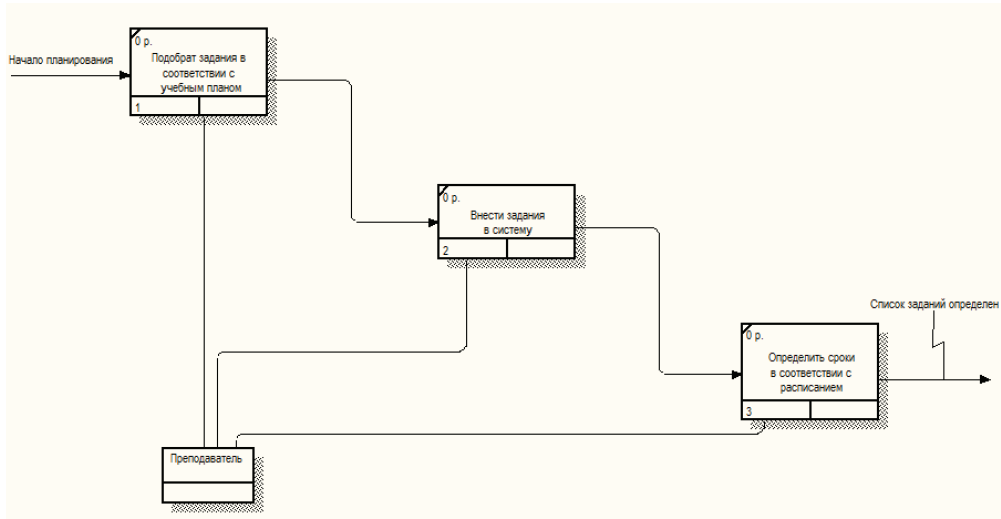 0 р.
Подобрат задания в
соответствии с
учебным планом
1
Начало планирования
0 р.
Внести задания
в систему
2
Список заданий определен
0 р.
Определить сроки
в соответствии с
расписанием
3
Преподаватель